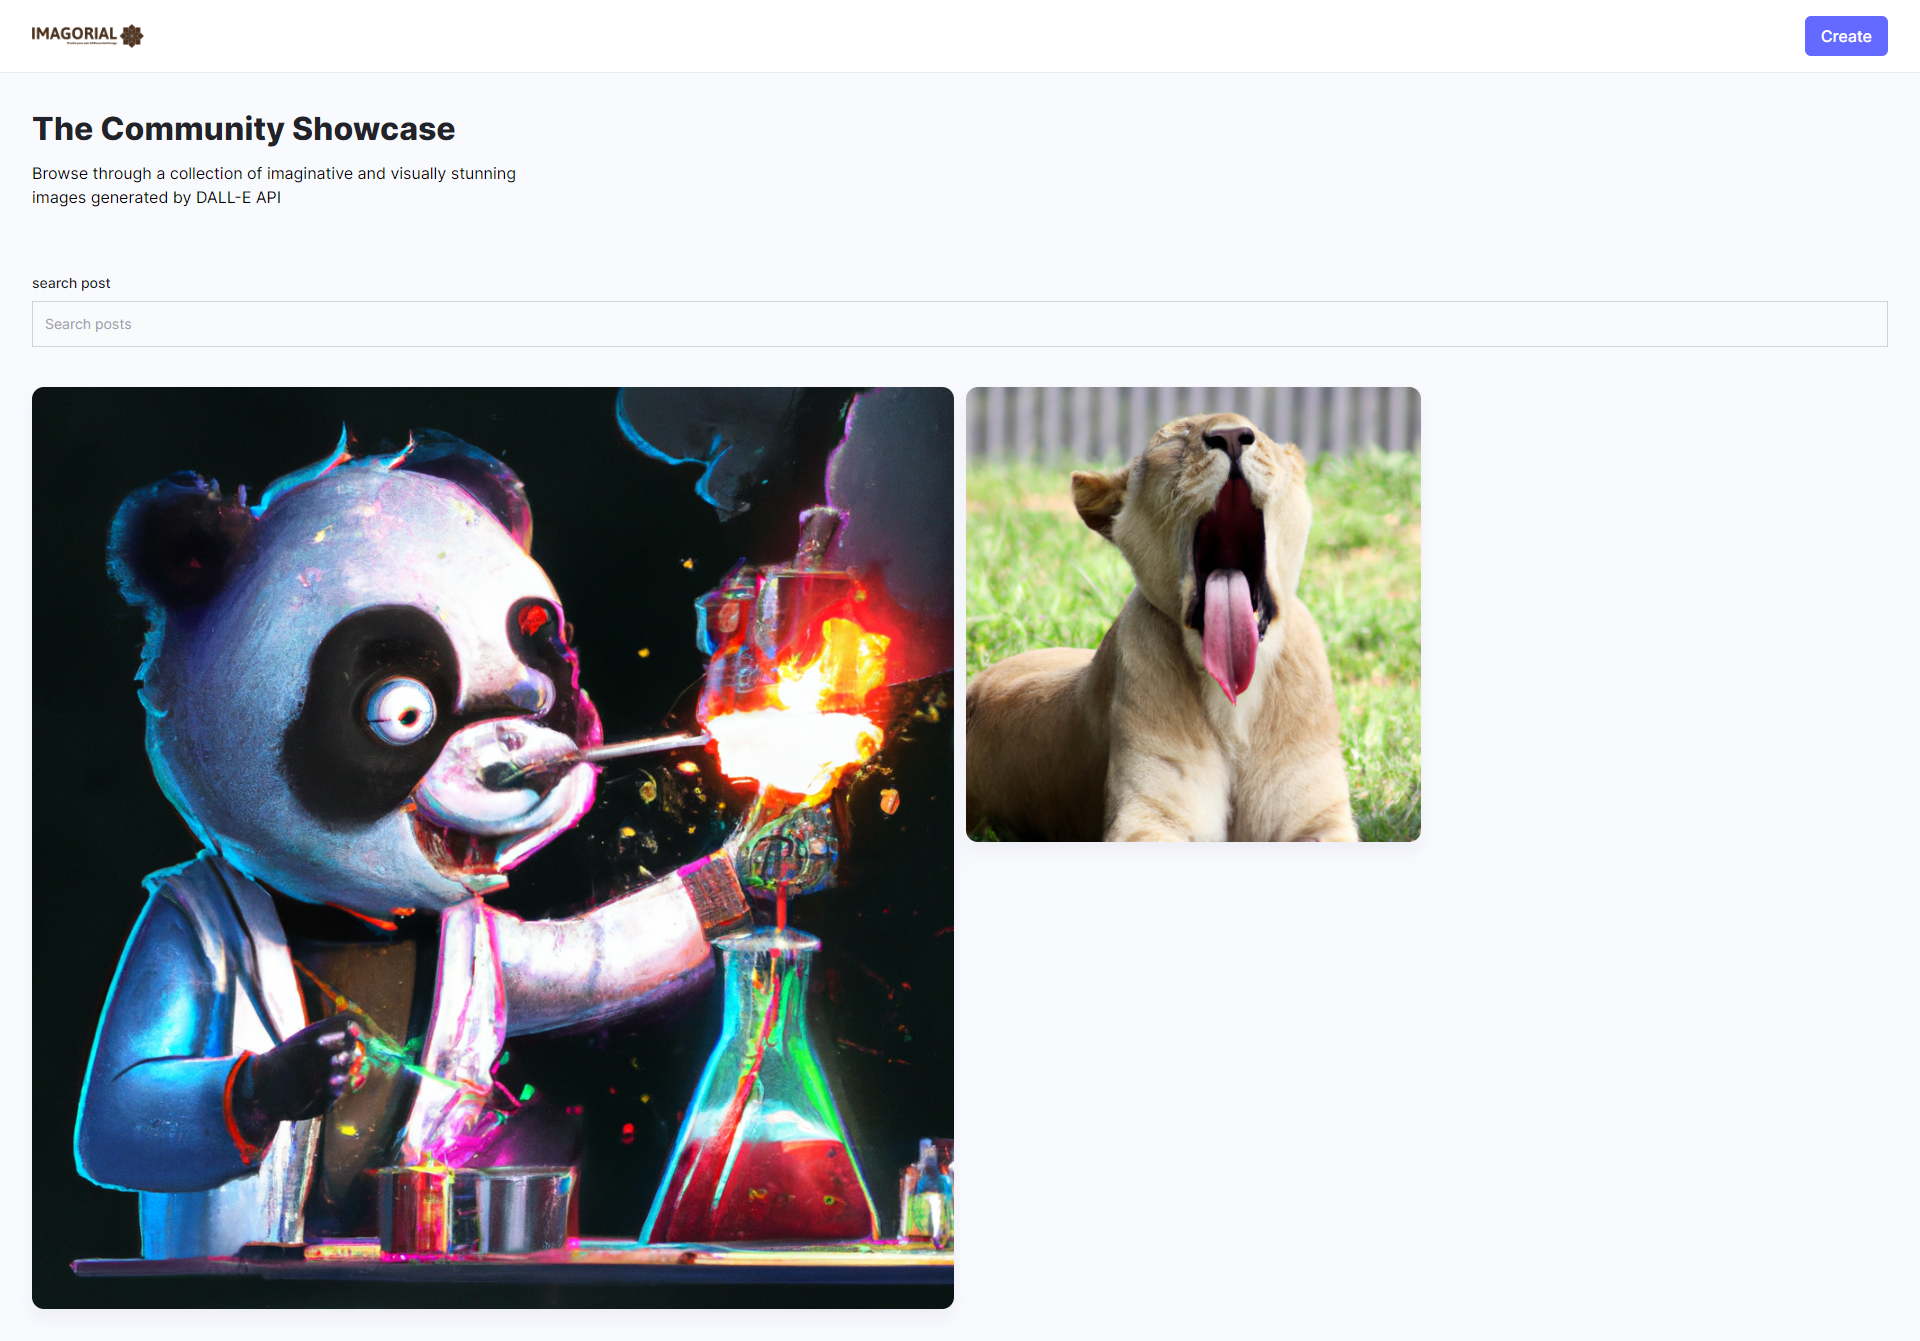 IMAGORIAL
Create
The Community Showcase
Browse through a collection of imaginative and visually stunning
images generated by DALL-E API
search post
Search posts